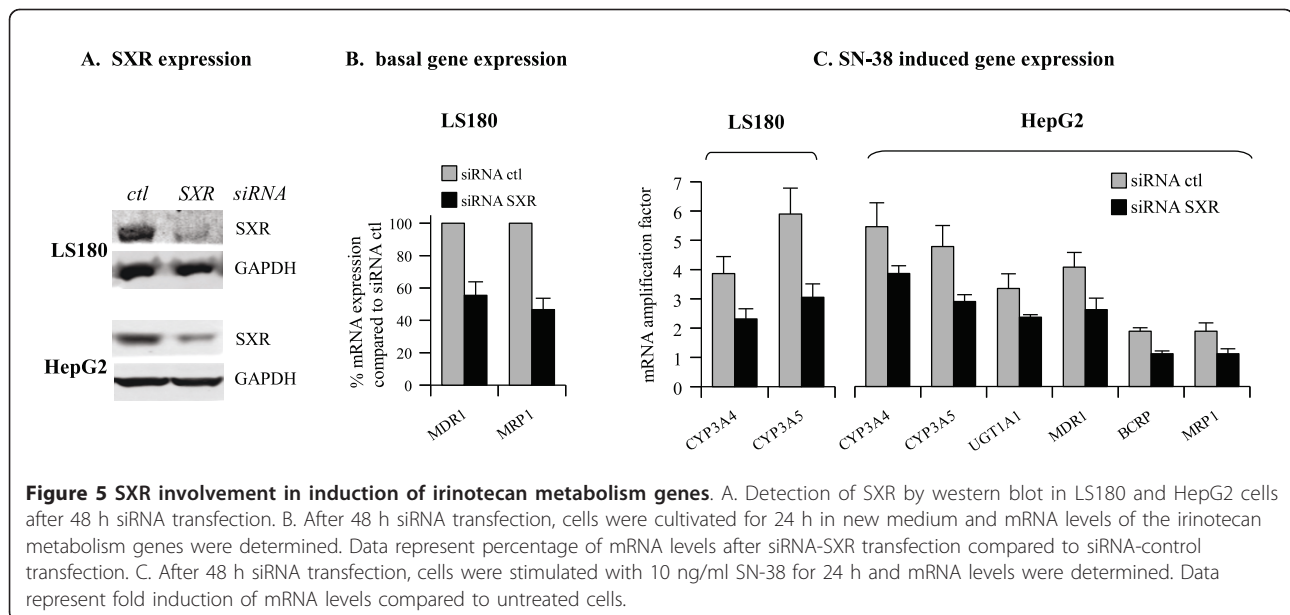 A. SXR expression
B. basal gene expression
C. SN-38 induced gene expression
ctl SXR siRNA
LS180
SXR
GAPDH
HepG2
SXR
GAPDH
LS180
siRNA ctl
siRNA SXR
% mRNA expression
compared to siRNA ctl
100
80
60
40
20
0
MDR1
MRP1
LS180
HepG2
siRNA ctl
siRNA SXR
mRNA amplification factor
7
6
5
4
3
2
1
0
CYP3A4
CYP3A5
CYP3A4
CYP3A5
UGT1A1
MDR1
BCRP
MRP1
Figure 5 SXR involvement in induction of irinotecan metabolism genes. A. Detection of SXR by western blot in LS180 and HepG2 cells
after 48 h siRNA transfection. B. After 48 h siRNA transfection, cells were cultivated for 24 h in new medium and mRNA levels of the irinotecan
metabolism genes were determined. Data represent percentage of mRNA levels after siRNA-SXR transfection compared to siRNA-control
transfection. C. After 48 h siRNA transfection, cells were stimulated with 10 ng/ml SN-38 for 24 h and mRNA levels were determined. Data
represent fold induction of mRNA levels compared to untreated cells.